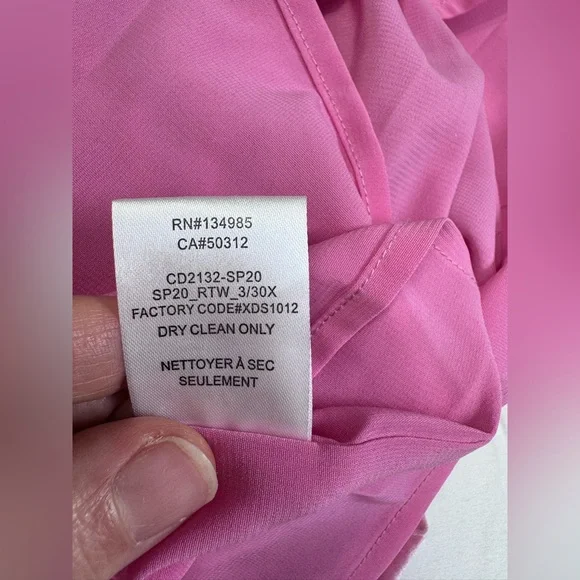 RN#134985
CA#50312
CD2132-SP20
SP20_RTW_3/30X
FACTORY CODE#XDS1012
DRY CLEAN ONLY
NETTOYER À SEC
SEULEMENT